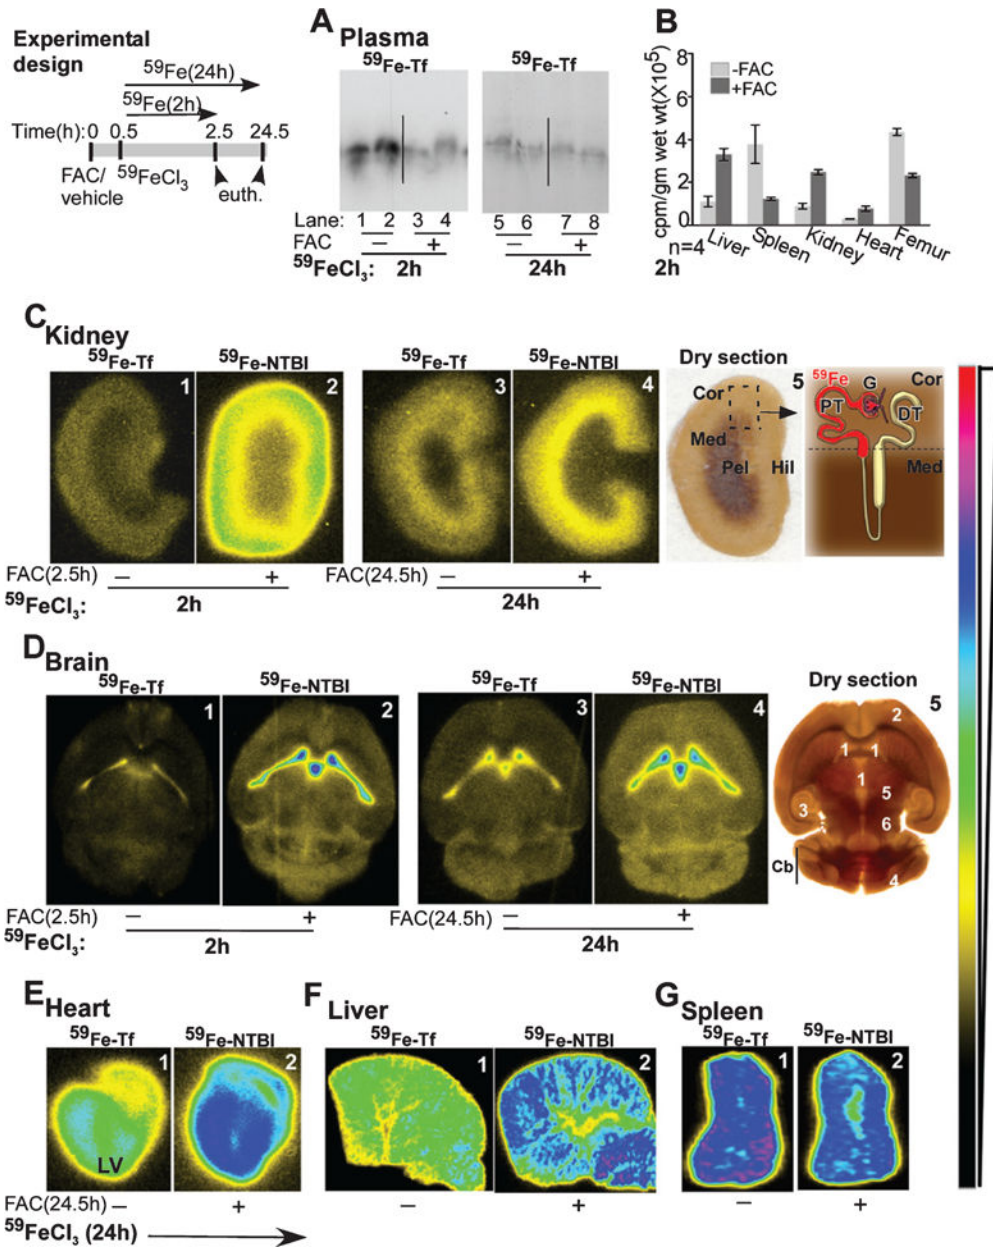 Experimental
design
59Fe(24h)
59Fe(2h)
Time(h): 0 0.5 2.5 24.5
FAC/
vehicle
59FeCl3
euth.
A Plasma
59Fe-Tf 59Fe-Tf
Lane: 1 2 3 4 5 6 7 8
FAC – + – +
59FeCl3: 2h 24h
B
cpm/gm wet wt(X10^5)
8
6
4
2
0
-FAC
+FAC
Liver Spleen Kidney Heart Femur
n=4
2h
C Kidney
59Fe-Tf 59Fe-NTBI 59Fe-Tf 59Fe-NTBI Dry section
1 2 3 4 5
Cor
Med
Pel Hil
59Fe G Cor
PT DT
Med
FAC(2.5h) – + FAC(24.5h) – +
59FeCl3: 2h 24h
D Brain
59Fe-Tf 59Fe-NTBI 59Fe-Tf 59Fe-NTBI Dry section
1 2 3 4 5
2
1 1
1
5
3
6
Cb
4
FAC(2.5h) – + FAC(24.5h) – +
59FeCl3: 2h 24h
E Heart
59Fe-Tf 59Fe-NTBI
1 2
LV
F Liver
59Fe-Tf 59Fe-NTBI
1 2
G Spleen
59Fe-Tf 59Fe-NTBI
1 2
FAC(24.5h) – + – + – +
59FeCl3 (24h)